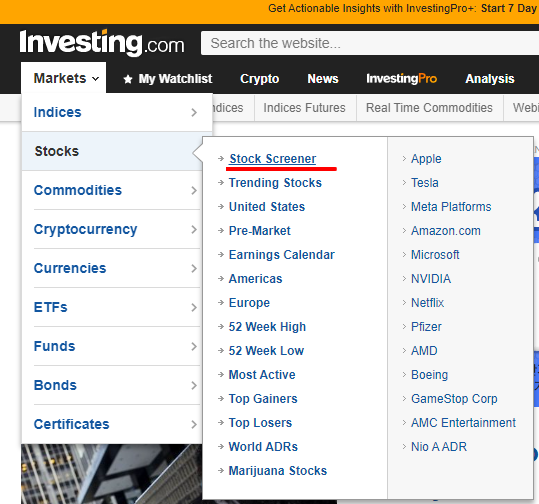 Get Actionable Insights with InvestingPro+: Start 7 Day
Investing.com
Search the website...
Markets
My Watchlist
Crypto
News
InvestingPro
Analysis
Indices Futures
Real Time Commodities
Indices
Stocks
Commodities
Cryptocurrency
Currencies
ETFs
Funds
Bonds
Certificates
Stock Screener
Trending Stocks
United States
Pre-Market
Earnings Calendar
Americas
Europe
52 Week High
52 Week Low
Most Active
Top Gainers
Top Losers
World ADRs
Marijuana Stocks
Apple
Tesla
Meta Platforms
Amazon.com
Microsoft
NVIDIA
Netflix
Pfizer
AMD
Boeing
GameStop Corp
AMC Entertainment
Nio A ADR